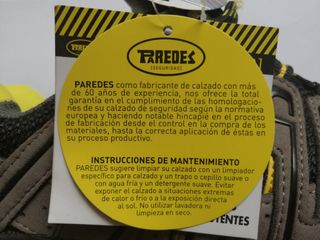 PAREDES
SEGURIDAD
PAREDES como fabricante de calzado con más
de 60 años de experiencia, nos ofrece la total
garantía en el cumplimiento de las homologacio-
nes de su calzado de seguridad según la normativa
europea y haciendo notable hincapie en el proceso
de fabricación desde el control en la compra de los
materiales, hasta la correcta aplicación de éstas en
su proceso productivo.
INSTRUCCIONES DE MANTENIMIENTO
PAREDES sugiere limpiar su calzado con un limpiador
específico para calzado y un trapo o cepillo suave o
con agua fría y un detergente suave. Evitar
exponer el calzado a situaciones extremas
de calor o frío o a la exposición directa
al sol. No utilizar lavadora ni
limpieza en seco.